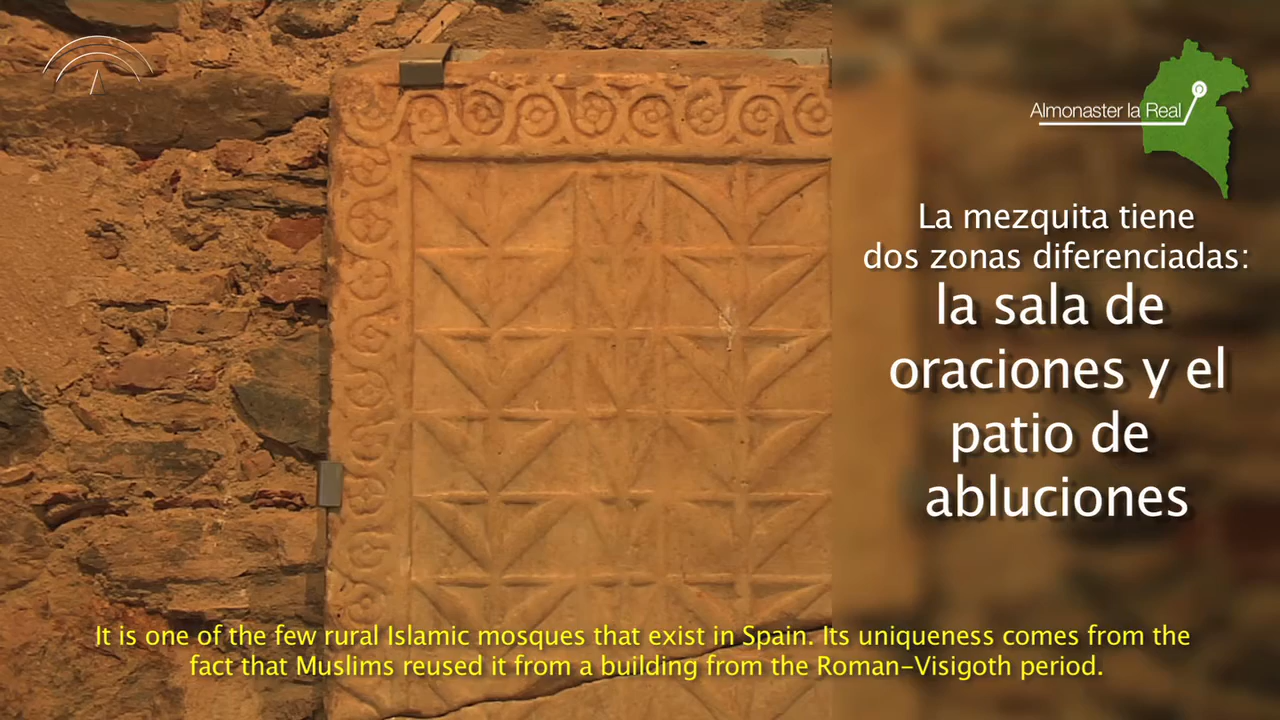 Almonaster la Real
La mezquita tiene
dos zonas diferenciadas:
la sala de
oraciones y el
patio de
abluciones
It is one of the few rural Islamic mosques that exist in Spain. Its uniqueness comes from the
fact that Muslims reused it from a building from the Roman-Visigoth period.